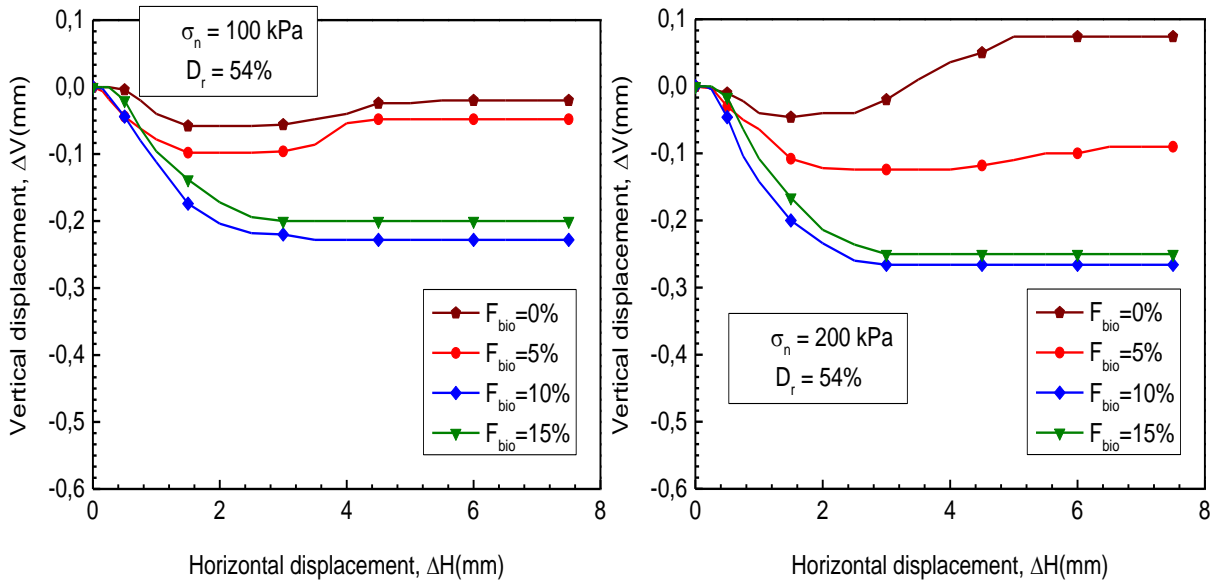 σn = 100 kPa
Dr = 54%
0,1
0,0
-0,1
-0,2
-0,3
-0,4
-0,5
-0,6
Vertical displacement, ΔV(mm)
Fbio=0%
Fbio=5%
Fbio=10%
Fbio=15%
0 2 4 6 8
Horizontal displacement, ΔH(mm)
0,1
0,0
-0,1
-0,2
-0,3
-0,4
-0,5
-0,6
Vertical displacement, ΔV(mm)
σn = 200 kPa
Dr = 54%
Fbio=0%
Fbio=5%
Fbio=10%
Fbio=15%
0 2 4 6 8
Horizontal displacement, ΔH(mm)